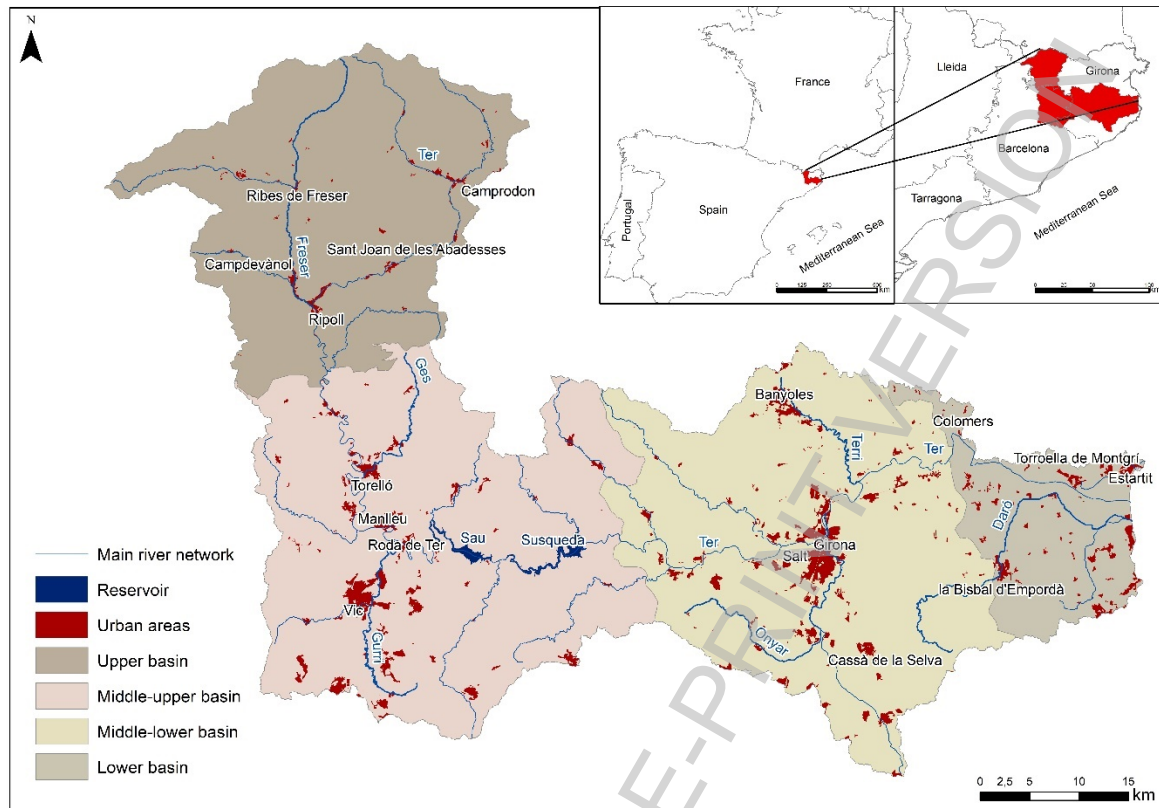 N
Ter
Ribes de Freser
Camprodon
Freser
Sant Joan de les Abadesses
Campdevànol
Ripoll
Ges
Torelló
Manlleu
Roda de Ter
Sau
Susqueda
Vic
Gurri
Banyoles
Terri
Ter
Colomers
Torroella de Montgrí
Estartit
Daró
Ter
Girona
Salt
la Bisbal d'Empordà
Onyar
Cassà de la Selva
Main river network
Reservoir
Urban areas
Upper basin
Middle-upper basin
Middle-lower basin
Lower basin
0 2,5 5 10 15
km
France
Portugal
Spain
Mediterranean Sea
km
Lleida
Girona
Barcelona
Tarragona
Mediterranean Sea
km
E-PRINT VERSION